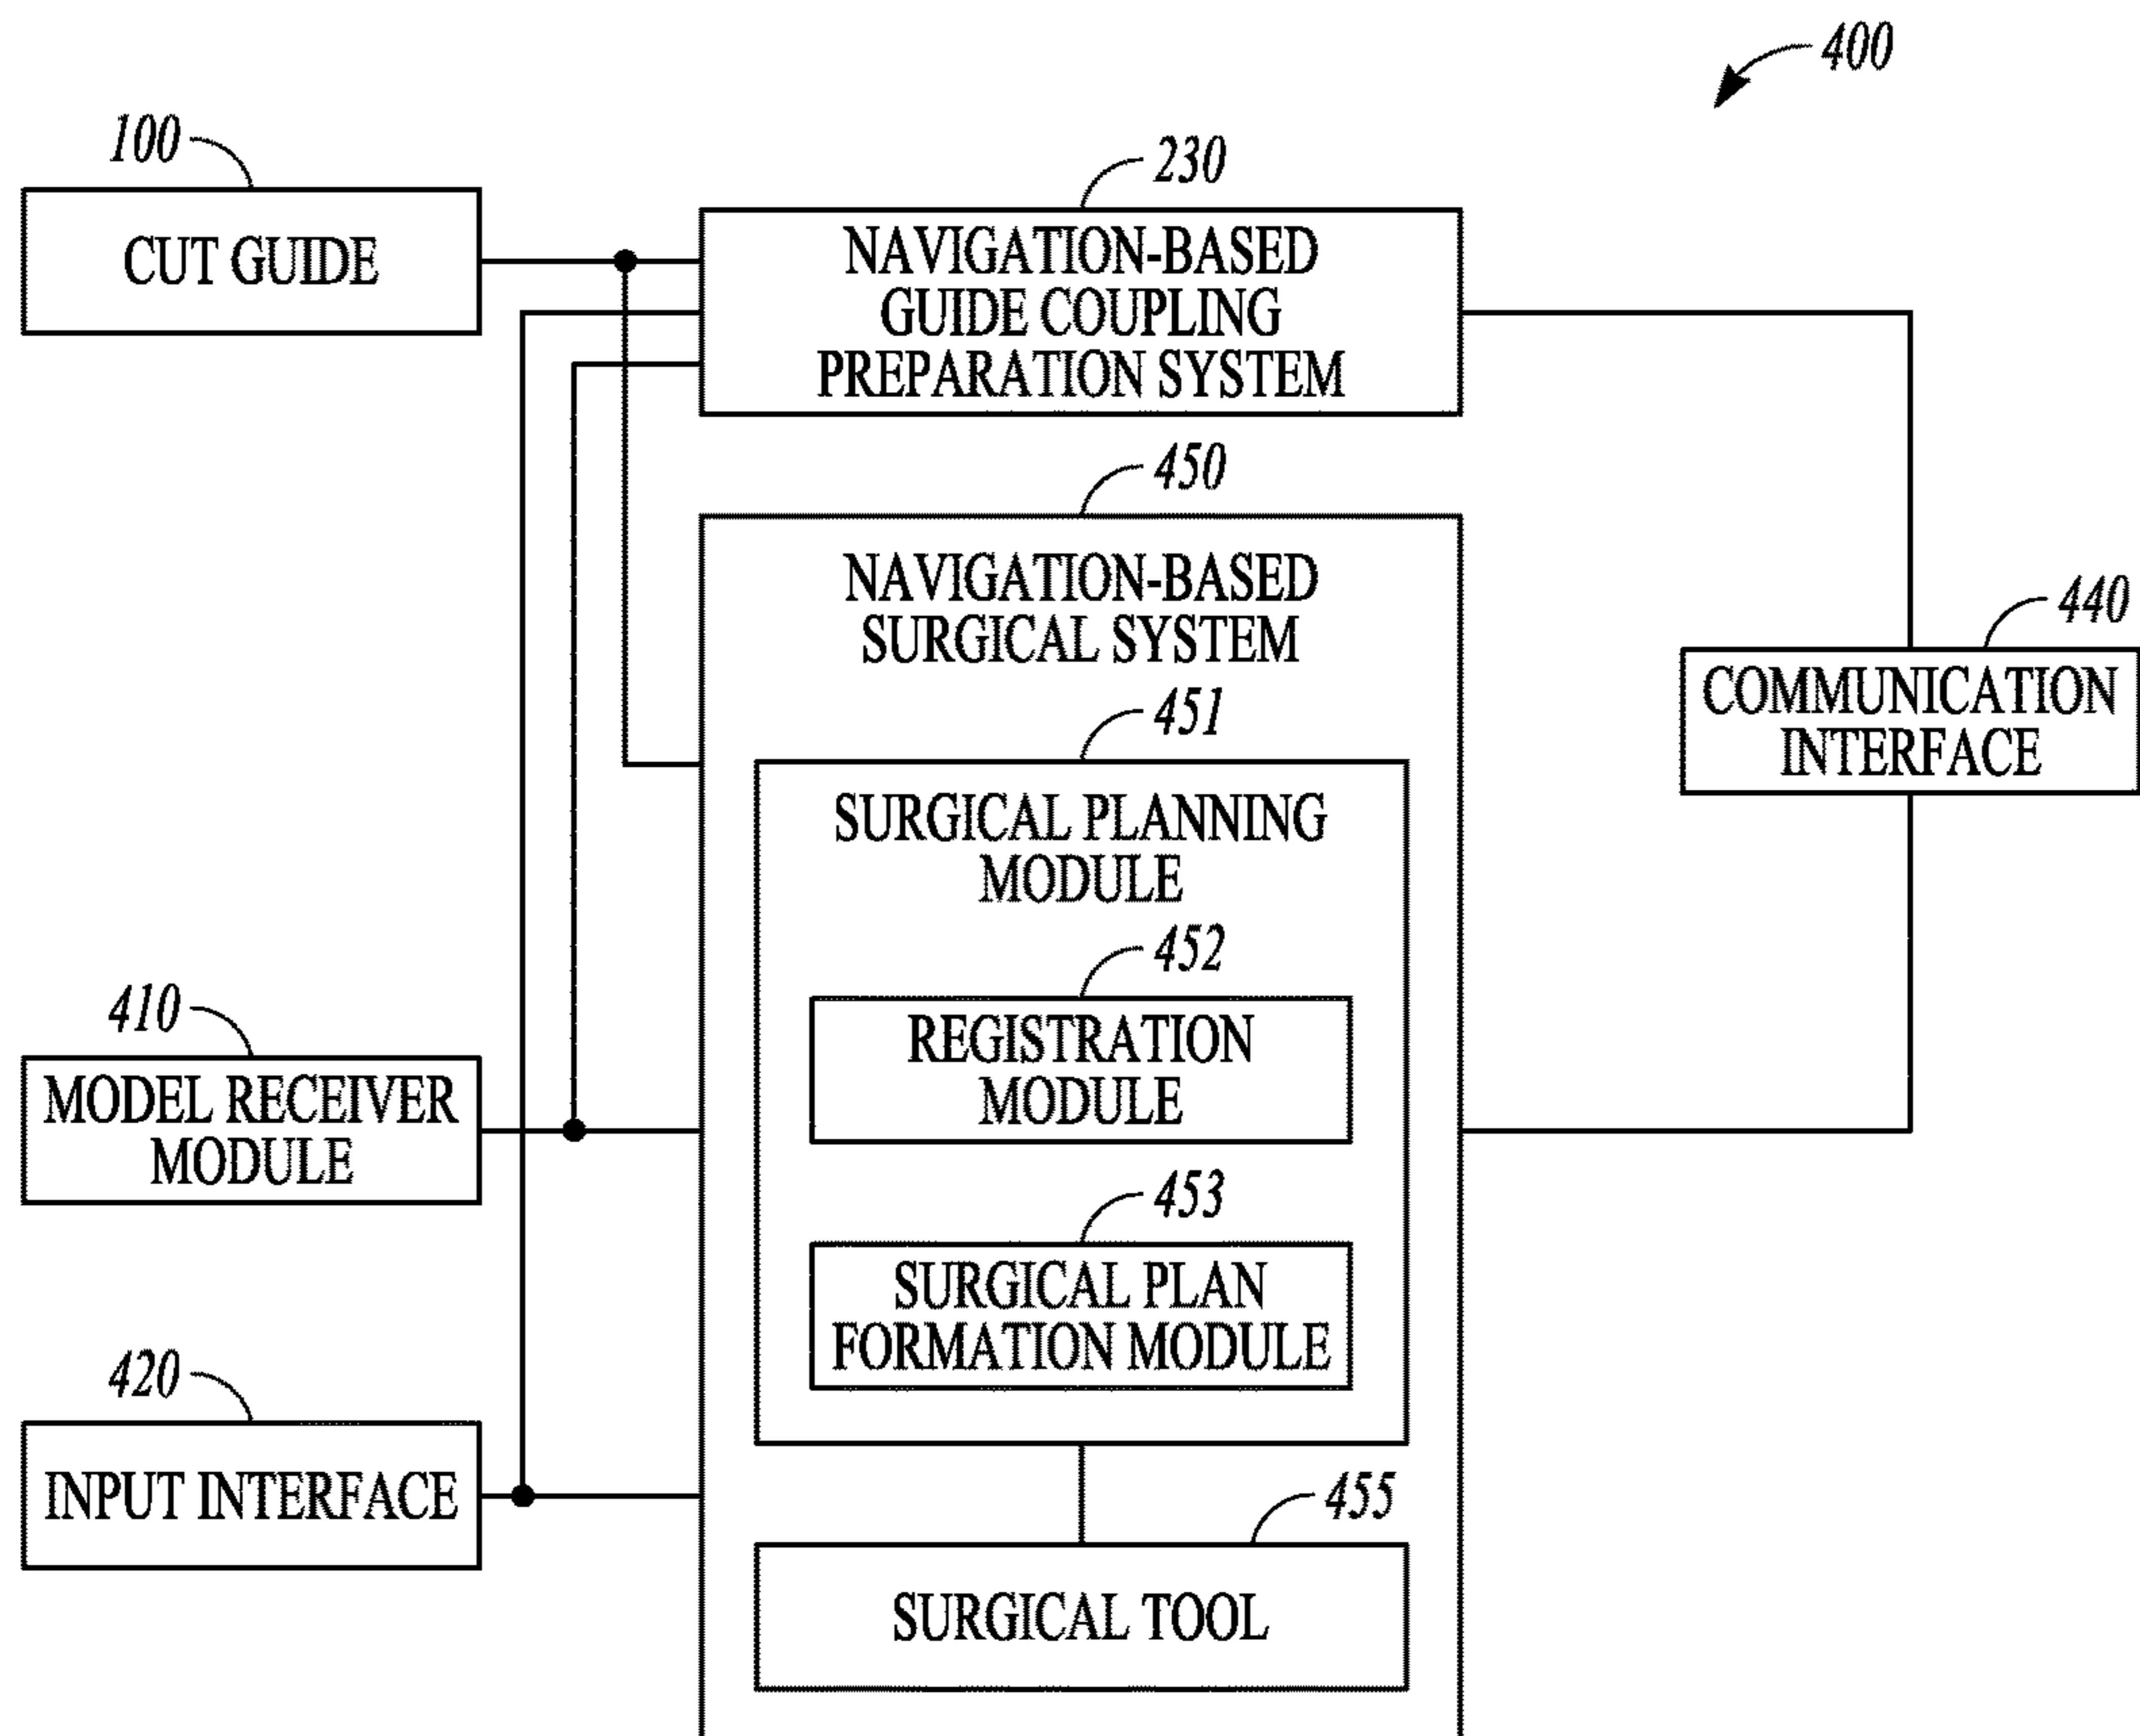 400
100
CUT GUIDE
230
NAVIGATION-BASED
GUIDE COUPLING
PREPARATION SYSTEM
450
NAVIGATION-BASED
SURGICAL SYSTEM
440
COMMUNICATION
INTERFACE
451
SURGICAL PLANNING
MODULE
452
REGISTRATION
MODULE
410
MODEL RECEIVER
MODULE
453
SURGICAL PLAN
FORMATION MODULE
420
INPUT INTERFACE
455
SURGICAL TOOL